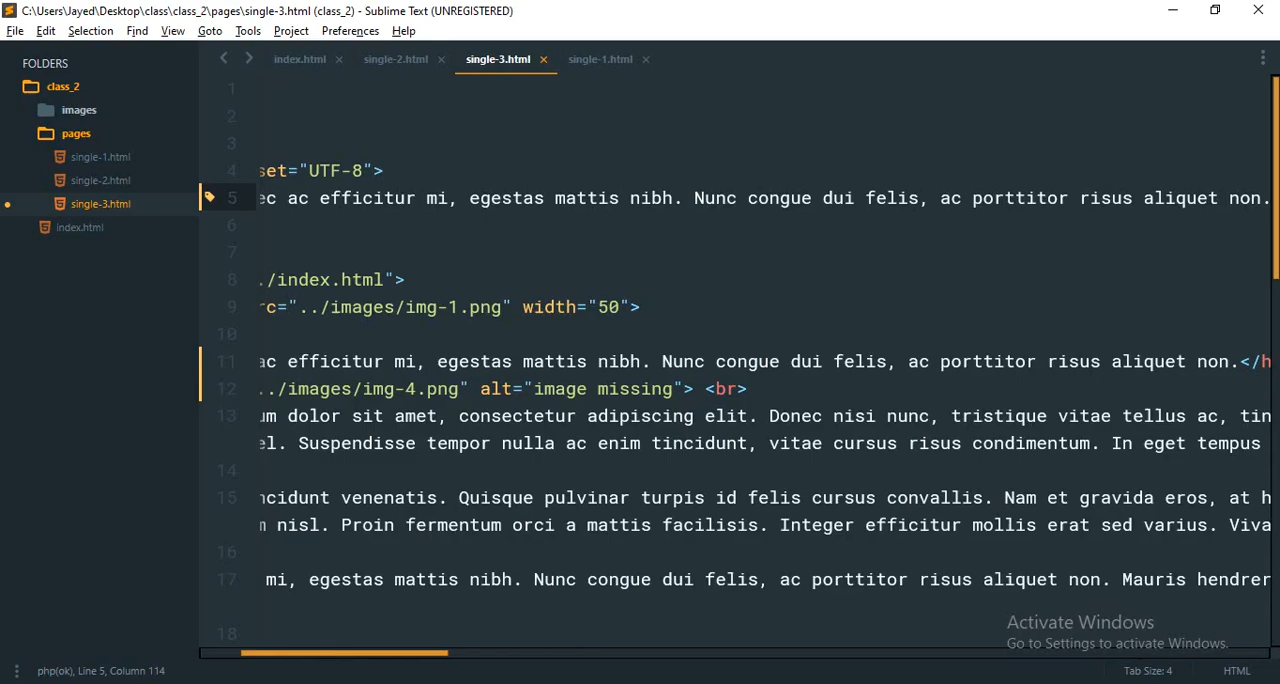 C:\Users\Jayed\Desktop\class\class_2\pages\single-3.html (class_2) - Sublime Text (UNREGISTERED)
File Edit Selection Find View Goto Tools Project Preferences Help
FOLDERS
class_2
images
pages
single-1.html
single-2.html
single-3.html
index.html
index.html single-2.html single-3.html single-1.html
1
2
3
4 set="UTF-8">
5 ec ac efficitur mi, egestas mattis nibh. Nunc congue dui felis, ac porttitor risus aliquet non.
6
7
8 ./index.html">
9 rc="../images/img-1.png" width="50">
10
11 ac efficitur mi, egestas mattis nibh. Nunc congue dui felis, ac porttitor risus aliquet non.</h
12 ../images/img-4.png" alt="image missing"> <br>
13 um dolor sit amet, consectetur adipiscing elit. Donec nisi nunc, tristique vitae tellus ac, tin
el. Suspendisse tempor nulla ac enim tincidunt, vitae cursus risus condimentum. In eget tempus
14
15 ncidunt venenatis. Quisque pulvinar turpis id felis cursus convallis. Nam et gravida eros, at h
m nisl. Proin fermentum orci a mattis facilisis. Integer efficitur mollis erat sed varius. Viva
16
17 mi, egestas mattis nibh. Nunc congue dui felis, ac porttitor risus aliquet non. Mauris hendrer
18
Activate Windows
Go to Settings to activate Windows.
php(ok), Line 5, Column 114
Tab Size: 4 HTML